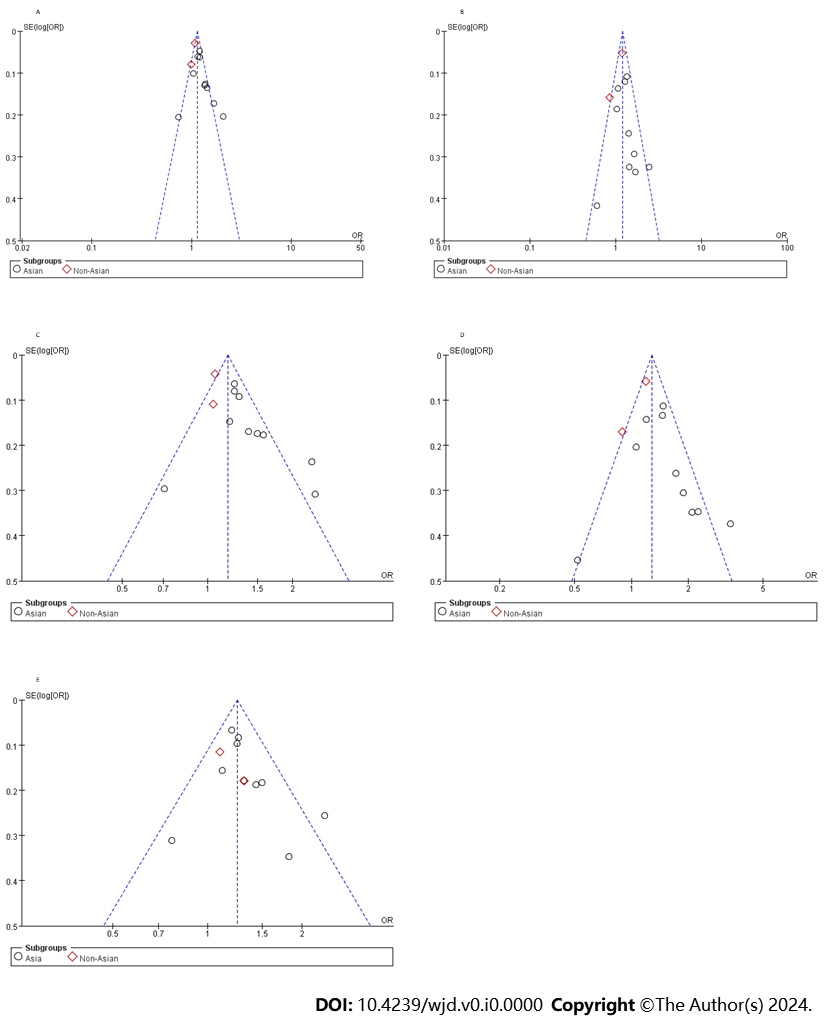 A
SE(log[OR])
0
0.1
0.2
0.3
0.4
0.5
OR
0.02 0.1 1 10 50
Subgroups
Asian Non-Asian
B
SE(log[OR])
0
0.1
0.2
0.3
0.4
0.5
OR
0.01 0.1 1 10 100
Subgroups
Asian Non-Asian
C
SE(log[OR])
0
0.1
0.2
0.3
0.4
0.5
OR
0.5 0.7 1 1.5 2
Subgroups
Asian Non-Asian
D
SE(log[OR])
0
0.1
0.2
0.3
0.4
0.5
OR
0.2 0.5 1 2 5
Subgroups
Asian Non-Asian
E
SE(log[OR])
0
0.1
0.2
0.3
0.4
0.5
OR
0.5 0.7 1 1.5 2
Subgroups
Asia Non-Asian
DOI: 10.4239/wjd.v0.i0.0000 Copyright ©The Author(s) 2024.